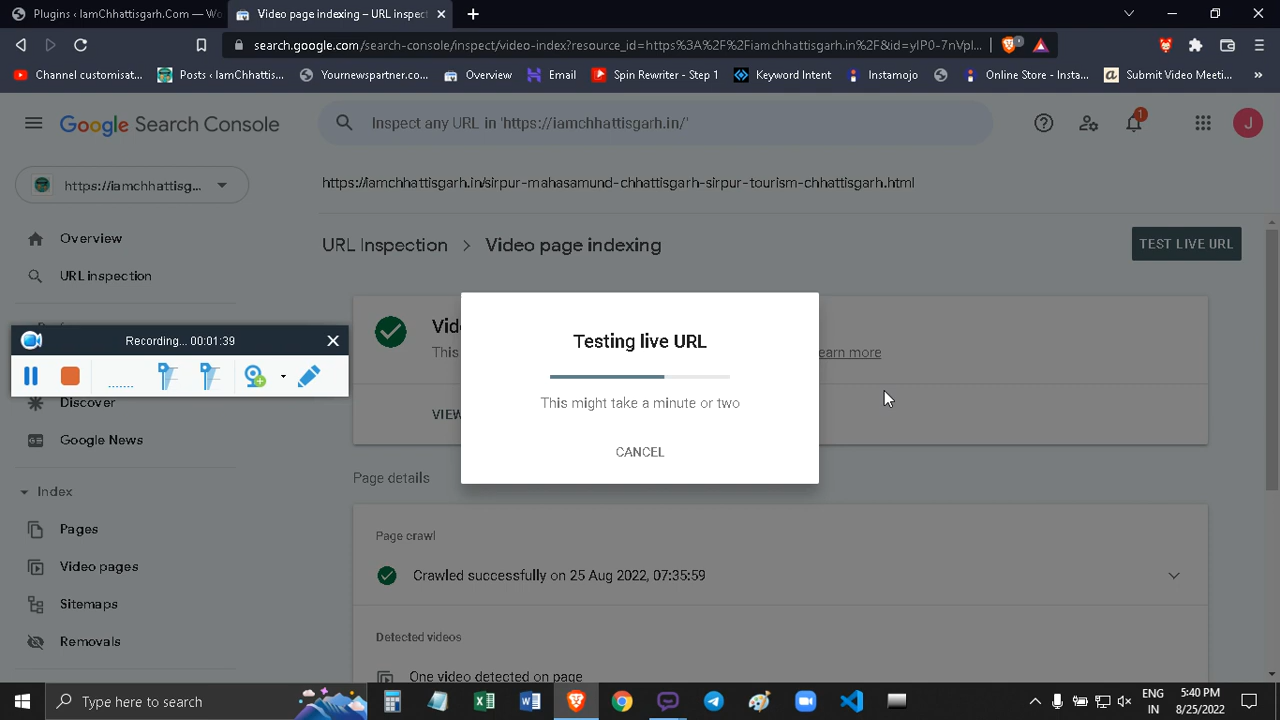 Plugins ‹ IamChhattisgarh.Com — Wo
Video page indexing – URL inspect
search.google.com/search-console/inspect/video-index?resource_id=https%3A%2F%2Fiamchhattisgarh.in%2F&id=yIP0-7nVpl...
Channel customisat...
Posts ‹ IamChhattis...
Yournewspartner.co...
Overview
Email
Spin Rewriter - Step 1
Keyword Intent
Instamojo
Online Store - Insta...
Submit Video Meeti...
»
Google Search Console
Inspect any URL in 'https://iamchhattisgarh.in/'
1
J
https://iamchhattisg...
https://iamchhattisgarh.in/sirpur-mahasamund-chhattisgarh-sirpur-tourism-chhattisgarh.html
Overview
URL Inspection > Video page indexing
TEST LIVE URL
URL inspection
Recording... 00:01:39
Testing live URL
This might take a minute or two
CANCEL
Vide
This
earn more
VIEW
Discover
Google News
Page details
Index
Page crawl
Pages
Crawled successfully on 25 Aug 2022, 07:35:59
Video pages
Sitemaps
Detected videos
Removals
One video detected on page
Type here to search
ENG
IN
5:40 PM
8/25/2022